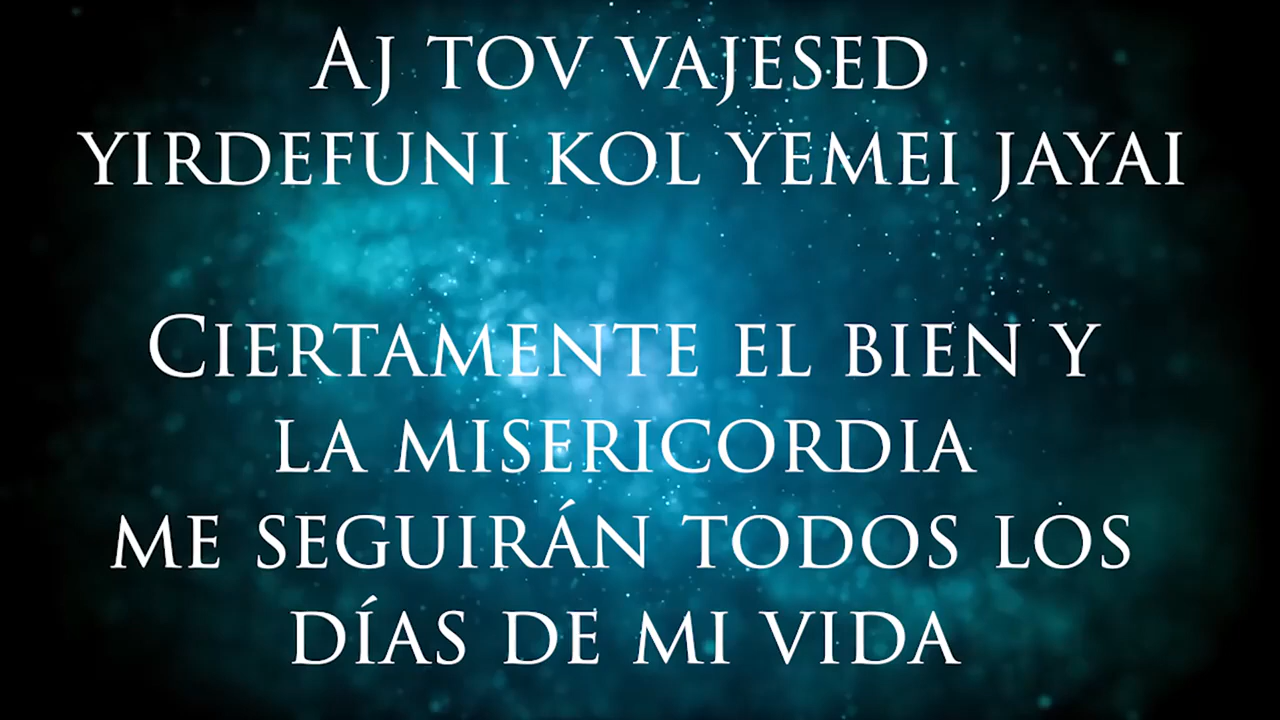 Aj tov vajesed
yirdefuni kol yemei jayai
Ciertamente el bien y
la misericordia
me seguirán todos los
días de mi vida